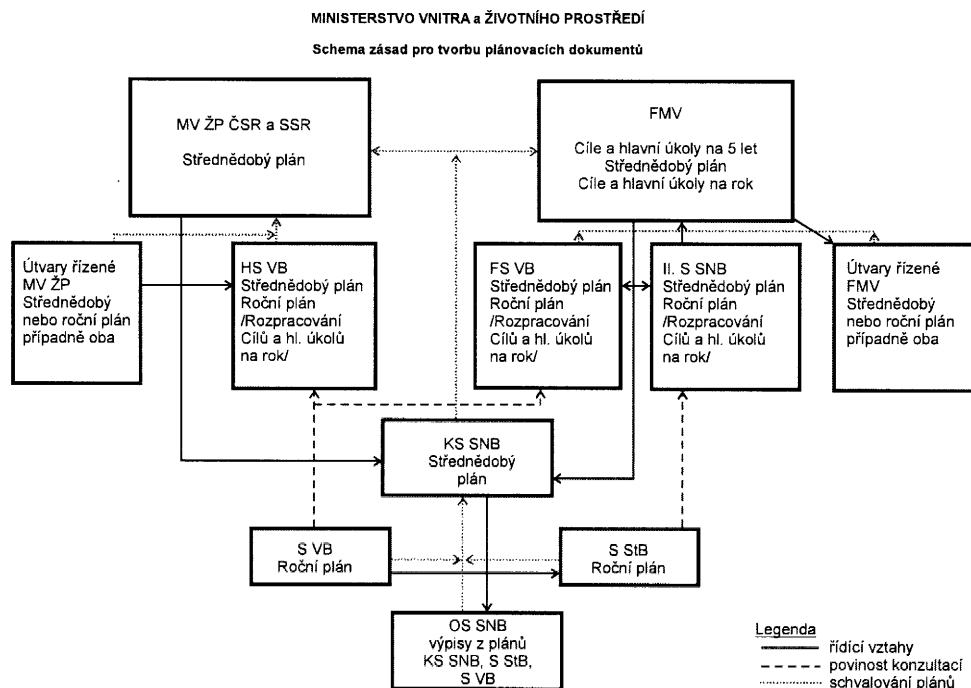 MINISTERSTVO VNITRA a ŽIVOTNÍHO PROSTŘEDÍ
Schema zásad pro tvorbu plánovacích dokumentů
MV ŽP ČSR a SSR
Střednědobý plán
FMV
Cíle a hlavní úkoly na 5 let
Střednědobý plán
Cíle a hlavní úkoly na rok
Útvary řízené
MV ŽP
Střednědobý
nebo roční plán
případně oba
HS VB
Střednědobý plán
Roční plán
/Rozpracování
Cílů a hl. úkolů
na rok/
FS VB
Střednědobý plán
Roční plán
/Rozpracování
Cílů a hl. úkolů
na rok/
II. S SNB
Střednědobý plán
Roční plán
/Rozpracování
Cílů a hl. úkolů
na rok/
Útvary řízené
FMV
Střednědobý
nebo roční plán
případně oba
KS SNB
Střednědobý
plán
S VB
Roční plán
S StB
Roční plán
OS SNB
výpisy z plánů
KS SNB, S StB,
S VB
Legenda
řídící vztahy
povinost konzultací
schvalování plánů